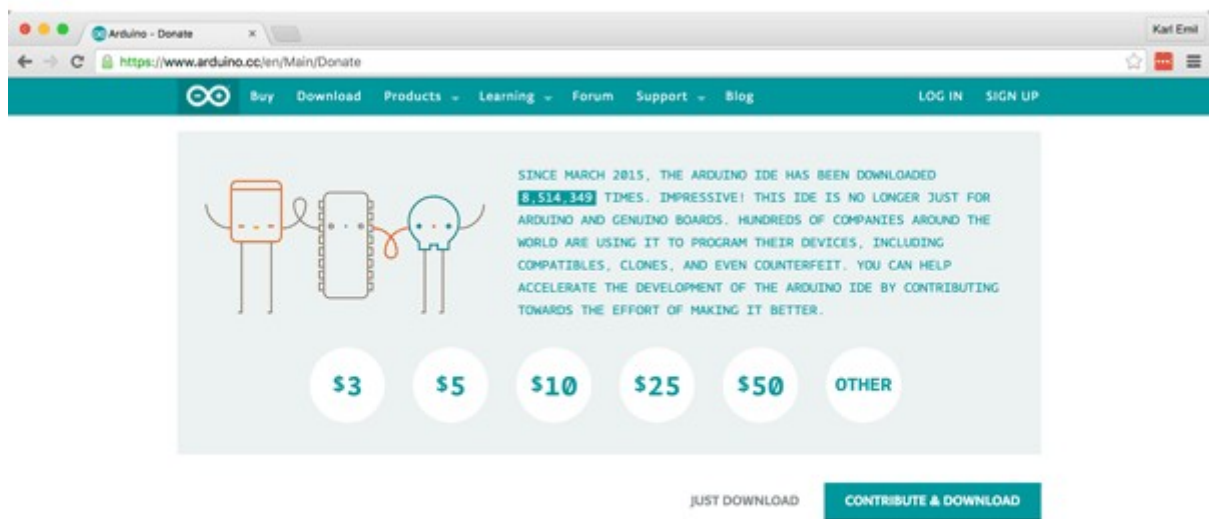 Arduino - Donate
Karl Emil
https://www.arduino.cc/en/Main/Donate
Buy Download Products Learning Forum Support Blog LOG IN SIGN UP
SINCE MARCH 2015, THE ARDUINO IDE HAS BEEN DOWNLOADED
8,514,349 TIMES. IMPRESSIVE! THIS IDE IS NO LONGER JUST FOR
ARDUINO AND GENUINO BOARDS. HUNDREDS OF COMPANIES AROUND THE
WORLD ARE USING IT TO PROGRAM THEIR DEVICES, INCLUDING
COMPATIBLES, CLONES, AND EVEN COUNTERFEIT. YOU CAN HELP
ACCELERATE THE DEVELOPMENT OF THE ARDUINO IDE BY CONTRIBUTING
TOWARDS THE EFFORT OF MAKING IT BETTER.
$3 $5 $10 $25 $50 OTHER
JUST DOWNLOAD CONTRIBUTE & DOWNLOAD